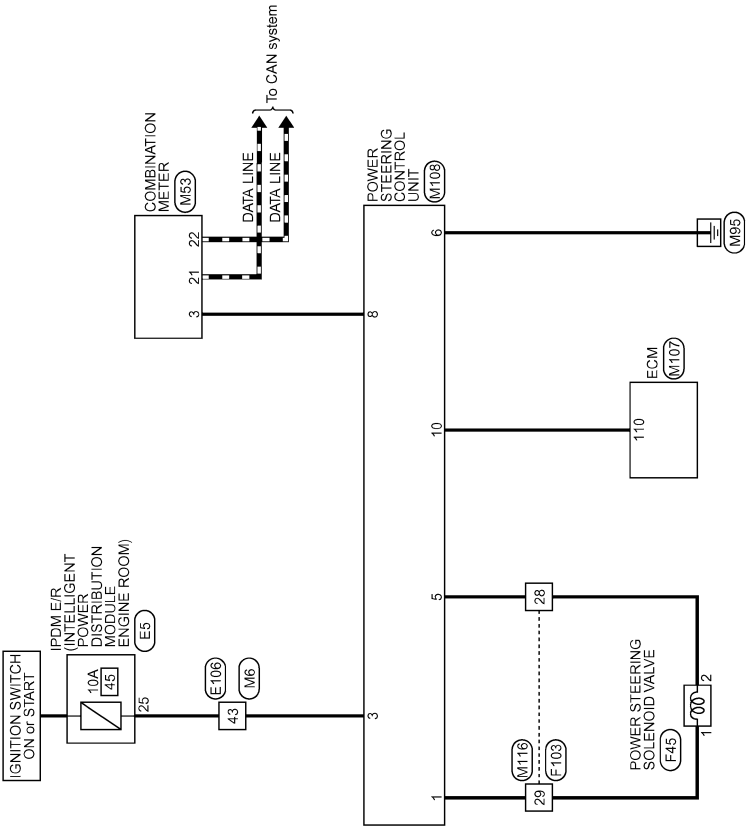 IGNITION SWITCH
ON or START
IPDM E/R
(INTELLIGENT
POWER
DISTRIBUTION
MODULE
ENGINE ROOM)
E5
10A
45
25
E106
M6
43
3
COMBINATION
METER
M53
3
21
22
DATA LINE
DATA LINE
To CAN system
8
POWER
STEERING
CONTROL
UNIT
M108
1
5
10
6
M116
F103
29
28
POWER STEERING
SOLENOID VALVE
F45
1
2
ECM
M107
110
M95